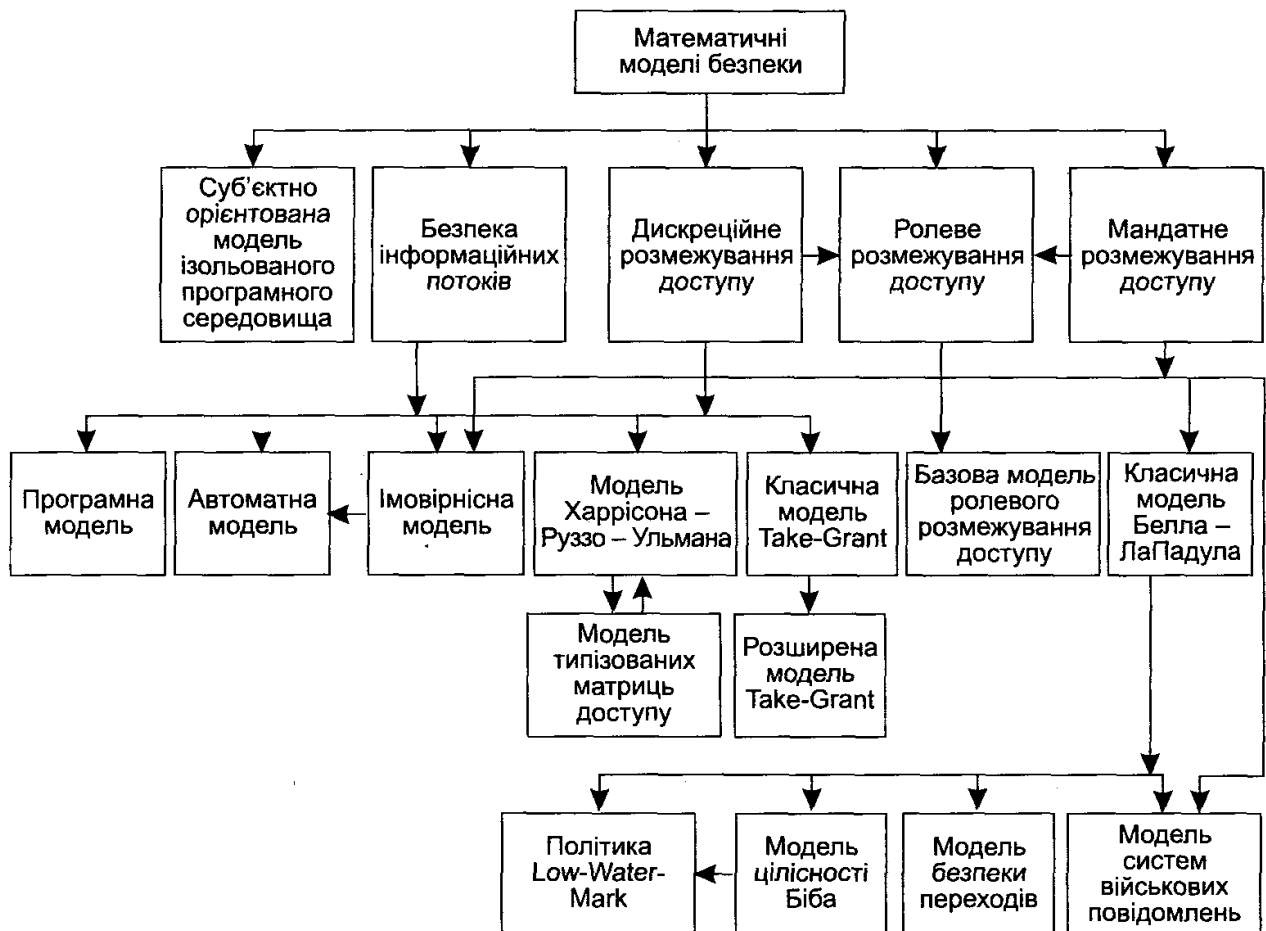 Математичні
моделі безпеки
Суб’єктно
орієнтована
модель
ізольованого
програмного
середовища
Безпека
інформаційних
потоків
Дискреційне
розмежування
доступу
Ролеве
розмежування
доступу
Мандатне
розмежування
доступу
Програмна
модель
Автоматна
модель
Імовірнісна
модель
Модель
Харрісона –
Руззо – Ульмана
Класична
модель
Take-Grant
Базова модель
ролевого
розмежування
доступу
Класична
модель
Белла –
ЛаПадула
Модель
типізованих
матриць
доступу
Розширена
модель
Take-Grant
Політика
Low-Water-
Mark
Модель
цілісності
Біба
Модель
безпеки
переходів
Модель
систем
військових
повідомлень